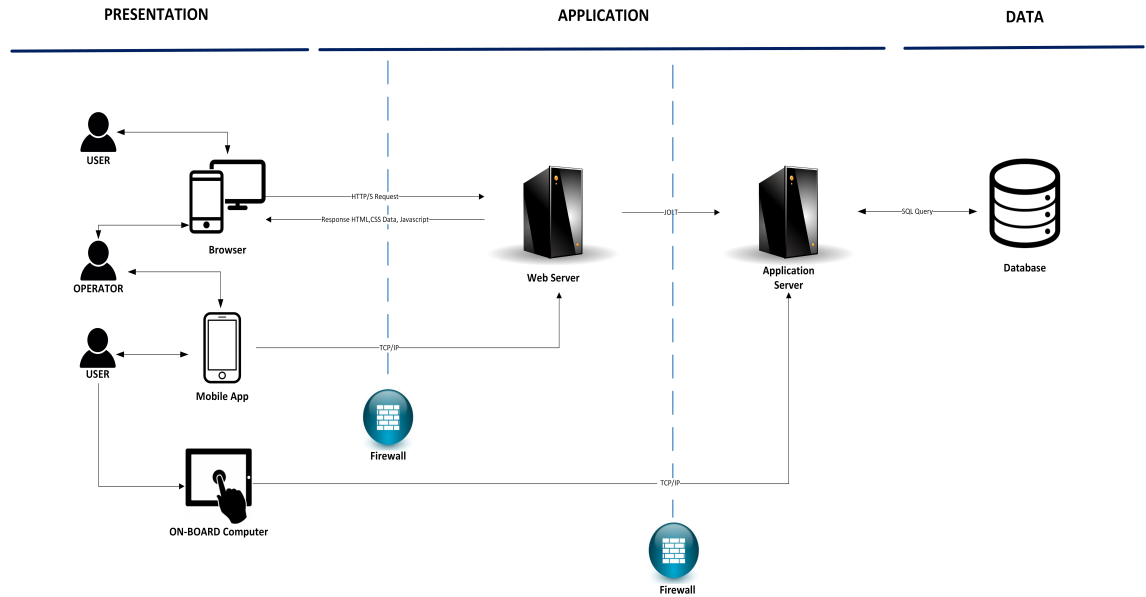 PRESENTATION
APPLICATION
DATA
USER
HTTP/S Request
Response HTML,CSS Data, Javascript
JOLT
SQL Query
Browser
Web Server
Application
Server
Database
OPERATOR
TCP/IP
USER
Mobile App
Firewall
TCP/IP
ON-BOARD Computer
Firewall